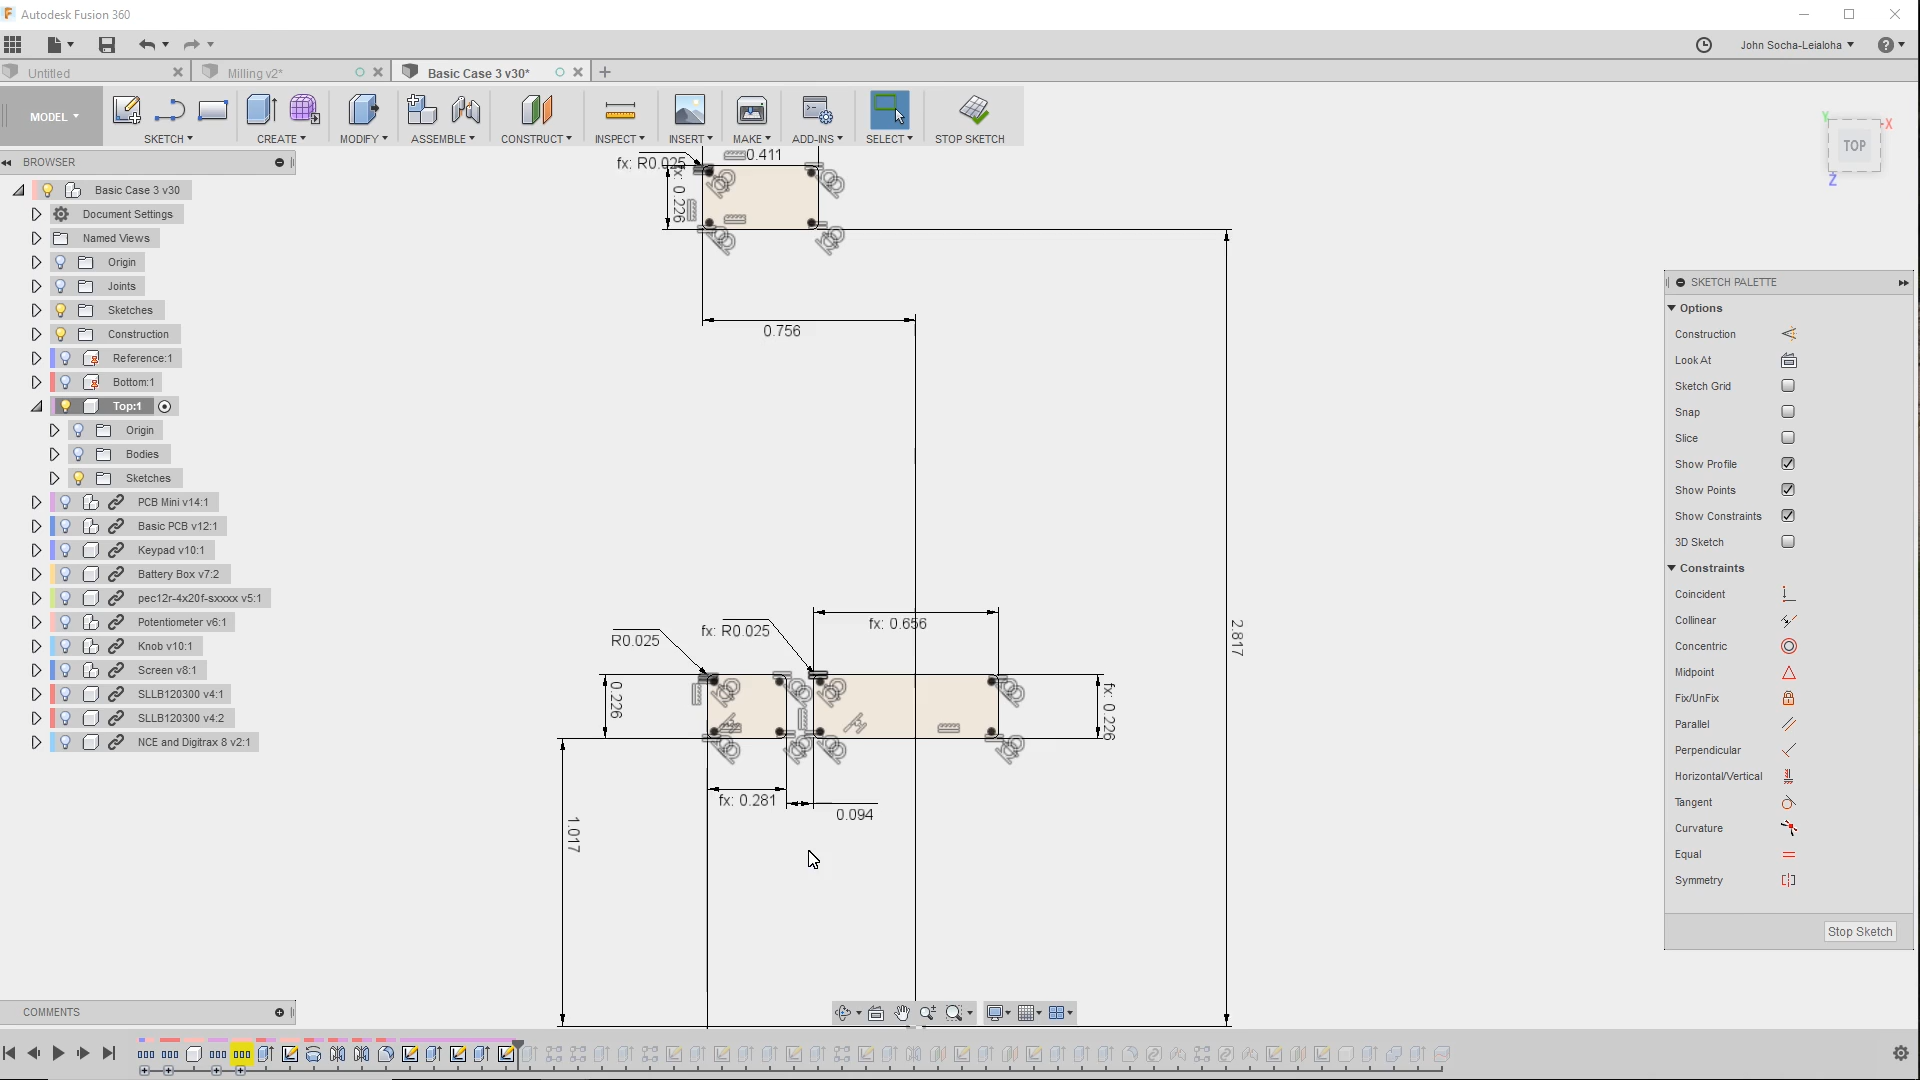 Autodesk Fusion 360
John Socha-Leialoha
Untitled
Milling v2*
Basic Case 3 v30*
MODEL
SKETCH
CREATE
MODIFY
ASSEMBLE
CONSTRUCT
INSPECT
INSERT
MAKE
ADD-INS
SELECT
STOP SKETCH
BROWSER
Basic Case 3 v30
Document Settings
Named Views
Origin
Joints
Sketches
Construction
Reference:1
Bottom:1
Top:1
Origin
Bodies
Sketches
PCB Mini v14:1
Basic PCB v12:1
Keypad v10:1
Battery Box v7:2
pec12r-4x20f-sxxxx v5:1
Potentiometer v6:1
Knob v10:1
Screen v8:1
SLLB120300 v4:1
SLLB120300 v4:2
NCE and Digitrax 8 v2:1
COMMENTS
fx: R0.025
0.411
fx: 0.226
0.756
2.817
R0.025
fx: R0.025
fx: 0.656
0.226
fx: 0.226
fx: 0.281
0.094
1.017
Y
X
TOP
Z
SKETCH PALETTE
Options
Construction
Look At
Sketch Grid
Snap
Slice
Show Profile
Show Points
Show Constraints
3D Sketch
Constraints
Coincident
Collinear
Concentric
Midpoint
Fix/UnFix
Parallel
Perpendicular
Horizontal/Vertical
Tangent
Curvature
Equal
Symmetry
Stop Sketch